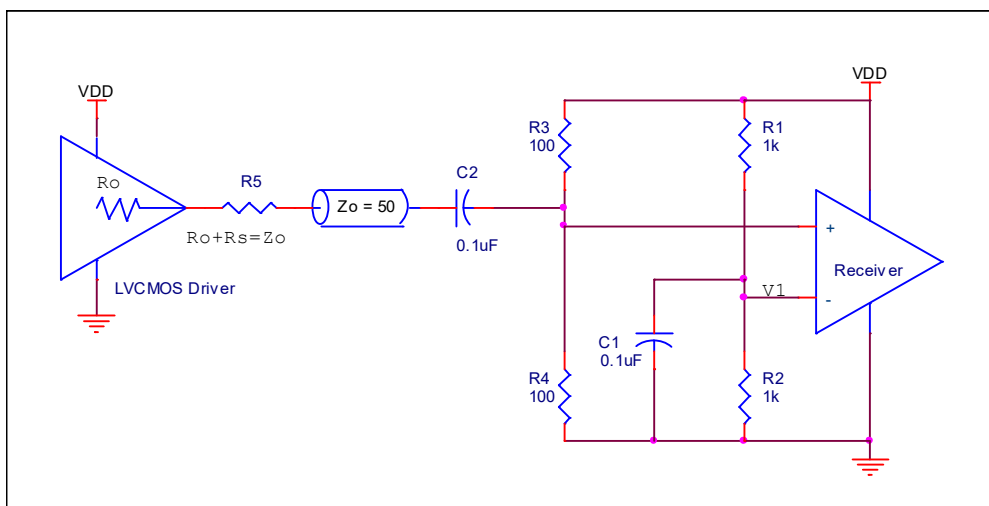 VDD
Ro
R5
Ro+Rs=Zo
LVCMOS Driver
Zo = 50
C2
0.1uF
R3
100
R4
100
VDD
R1
1k
V1
C1
0.1uF
R2
1k
+
-
Receiver